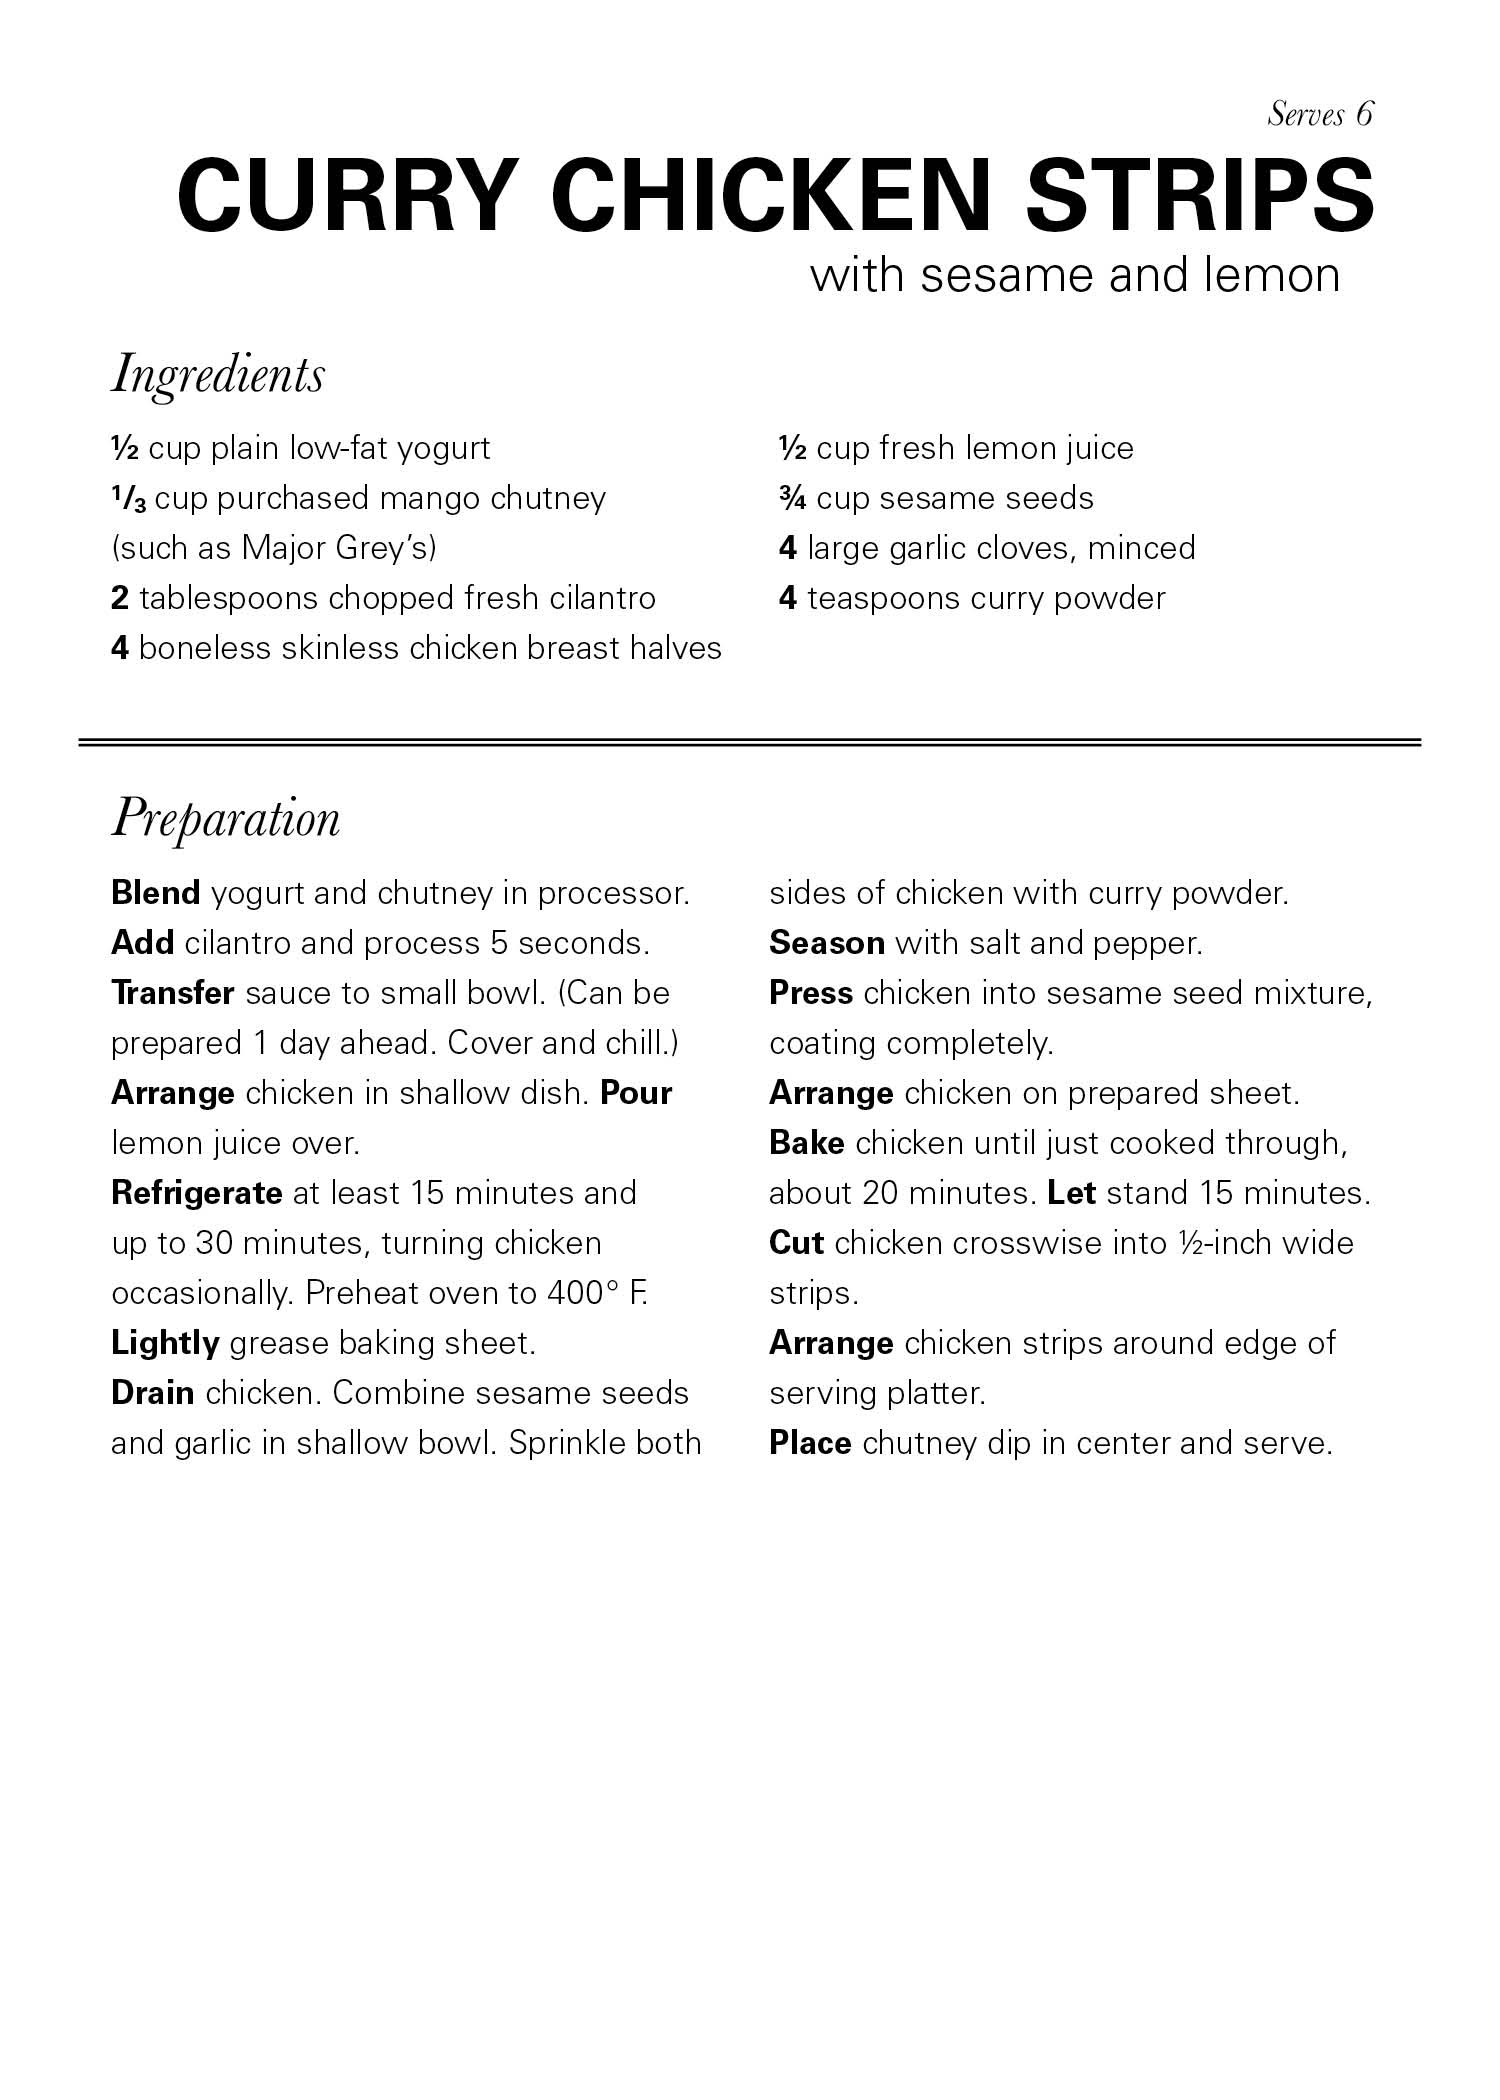 Serves 6
CURRY CHICKEN STRIPS
with sesame and lemon
Ingredients
½ cup plain low-fat yogurt
1/3 cup purchased mango chutney
(such as Major Grey’s)
2 tablespoons chopped fresh cilantro
4 boneless skinless chicken breast halves
½ cup fresh lemon juice
¾ cup sesame seeds
4 large garlic cloves, minced
4 teaspoons curry powder
Preparation
Blend yogurt and chutney in processor.
Add cilantro and process 5 seconds.
Transfer sauce to small bowl. (Can be
prepared 1 day ahead. Cover and chill.)
Arrange chicken in shallow dish. Pour
lemon juice over.
Refrigerate at least 15 minutes and
up to 30 minutes, turning chicken
occasionally. Preheat oven to 400° F.
Lightly grease baking sheet.
Drain chicken. Combine sesame seeds
and garlic in shallow bowl. Sprinkle both
sides of chicken with curry powder.
Season with salt and pepper.
Press chicken into sesame seed mixture,
coating completely.
Arrange chicken on prepared sheet.
Bake chicken until just cooked through,
about 20 minutes. Let stand 15 minutes.
Cut chicken crosswise into ½-inch wide
strips.
Arrange chicken strips around edge of
serving platter.
Place chutney dip in center and serve.